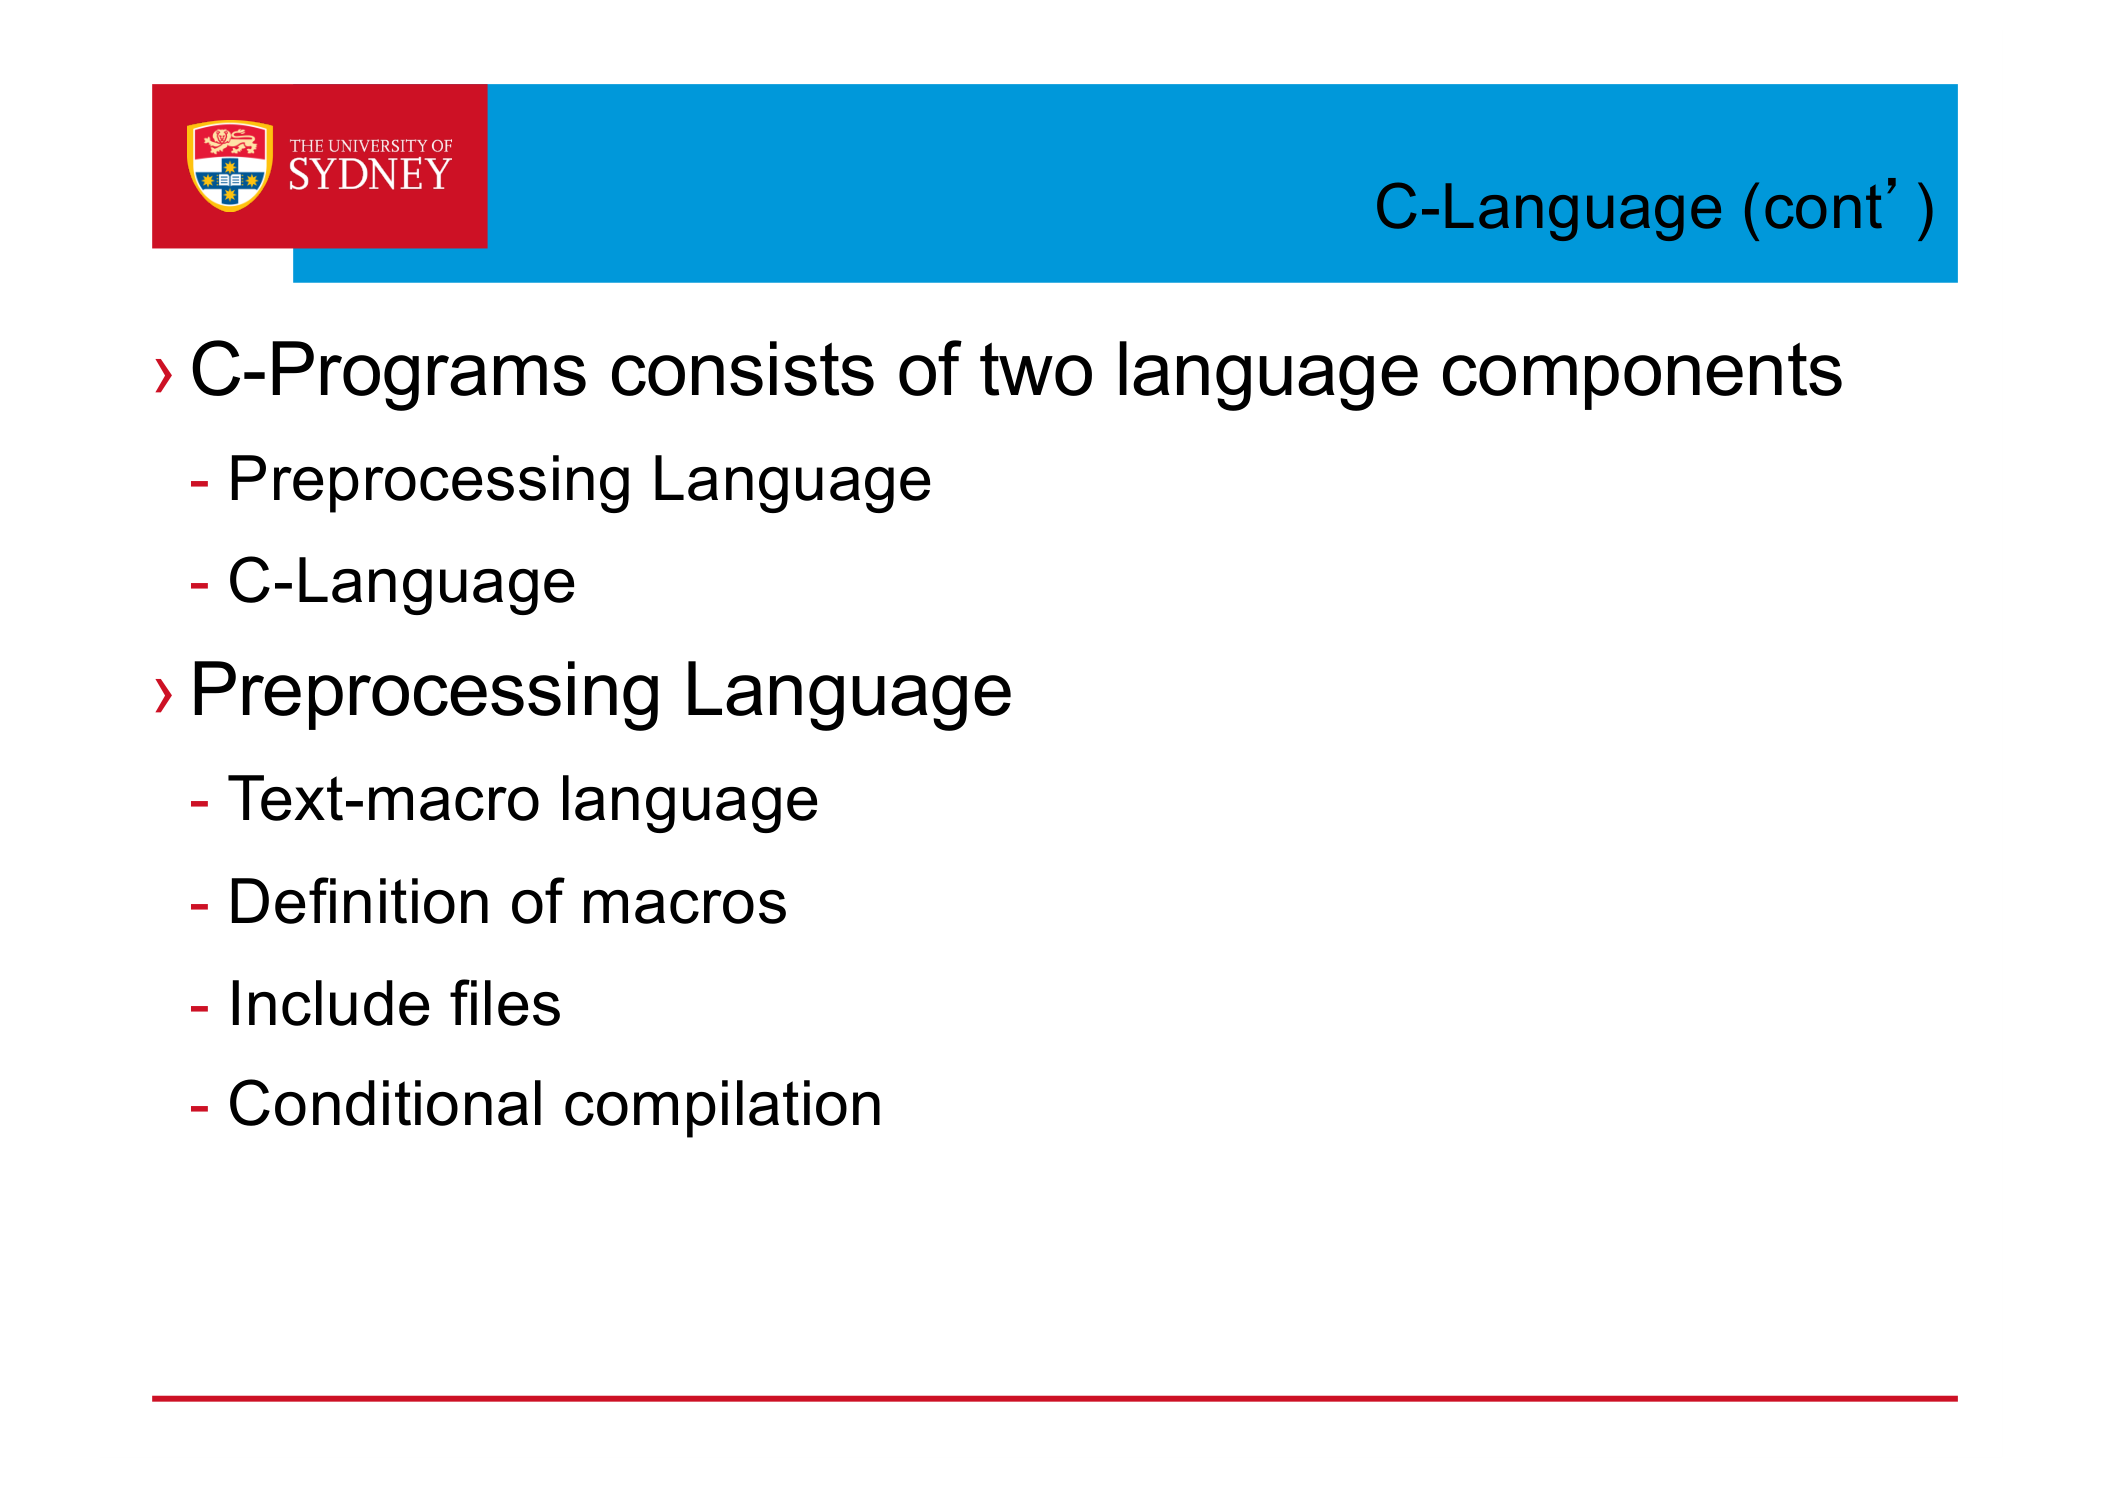 THE UNIVERSITY OF
SYDNEY
C-Language (cont’ )
› C-Programs consists of two language components
- Preprocessing Language
- C-Language
› Preprocessing Language
- Text-macro language
- Definition of macros
- Include files
- Conditional compilation